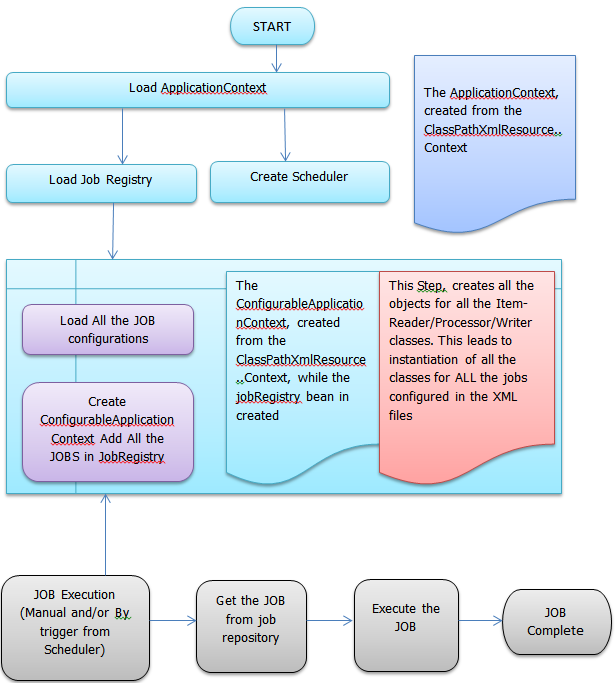 START
Load ApplicationContext
The ApplicationContext,
created from the
ClassPathXmlResource..
Context
Load Job Registry
Create Scheduler
Load All the JOB
configurations
Create
ConfigurableApplication
Context Add All the
JOBS in JobRegistry
The
ConfigurableApplicatio
nContext, created
from the
ClassPathXmlResource
..Context, while the
jobRegistry bean in
created
This Step, creates all the
objects for all the Item-
Reader/Processor/Writer
classes. This leads to
instantiation of all the
classes for ALL the jobs
configured in the XML
files
JOB Execution
(Manual and/or By
trigger from
Scheduler)
Get the JOB
from job
repository
Execute the
JOB
JOB
Complete